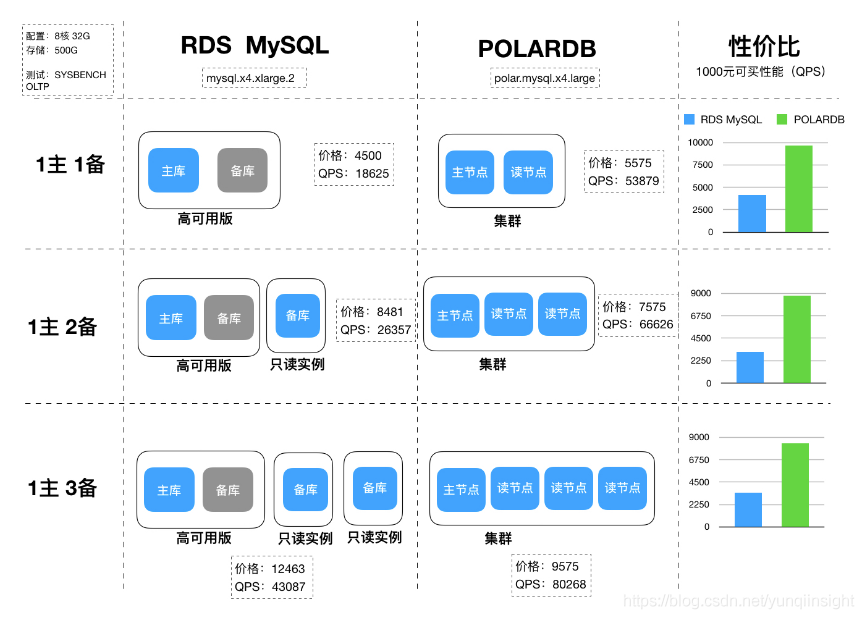 配置：8核 32G
存储：500G
测试：SYSBENCH
OLTP
RDS MySQL
mysql.x4.xlarge.2
POLARDB
polar.mysql.x4.large
性价比
1000元可买性能（QPS）
RDS MySQL
POLARDB
1主 1备
主库
备库
高可用版
价格：4500
QPS：18625
主节点
读节点
集群
价格：5575
QPS：53879
10000
7500
5000
2500
0
1主 2备
主库
备库
高可用版
备库
只读实例
价格：8481
QPS：26357
主节点
读节点
读节点
集群
价格：7575
QPS：66626
9000
6750
4500
2250
0
1主 3备
主库
备库
高可用版
备库
只读实例
备库
只读实例
价格：12463
QPS：43087
主节点
读节点
读节点
读节点
集群
价格：9575
QPS：80268
9000
6750
4500
2250
0
https://blog.csdn.net/yunqiinsight